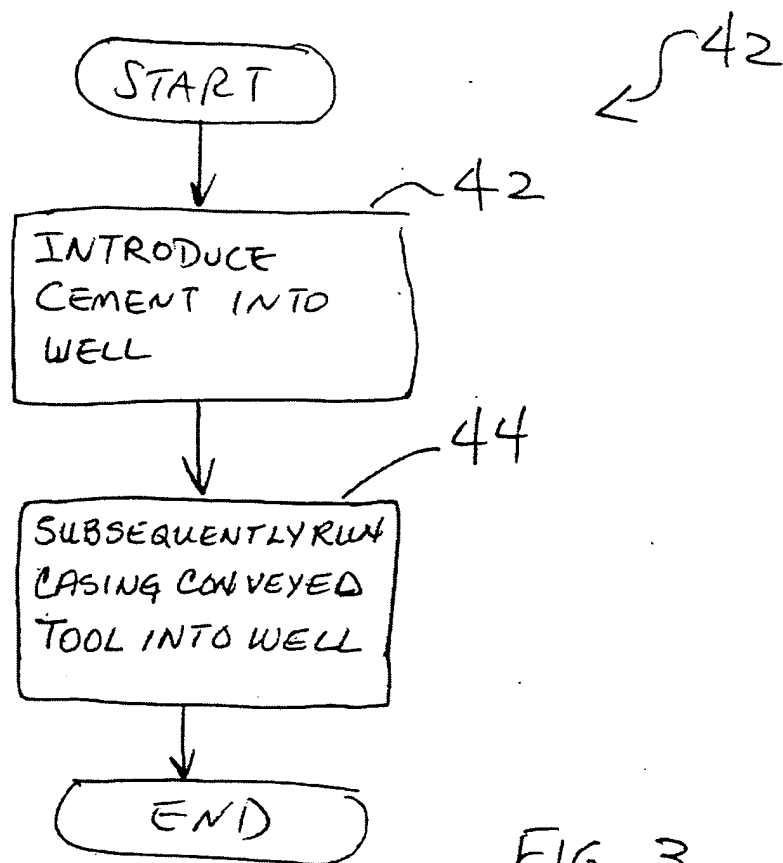 42
START
42
INTRODUCE
CEMENT INTO
WELL
44
SUBSEQUENTLY RUN
CASING CONVEYED
TOOL INTO WELL
END
FIG. 3